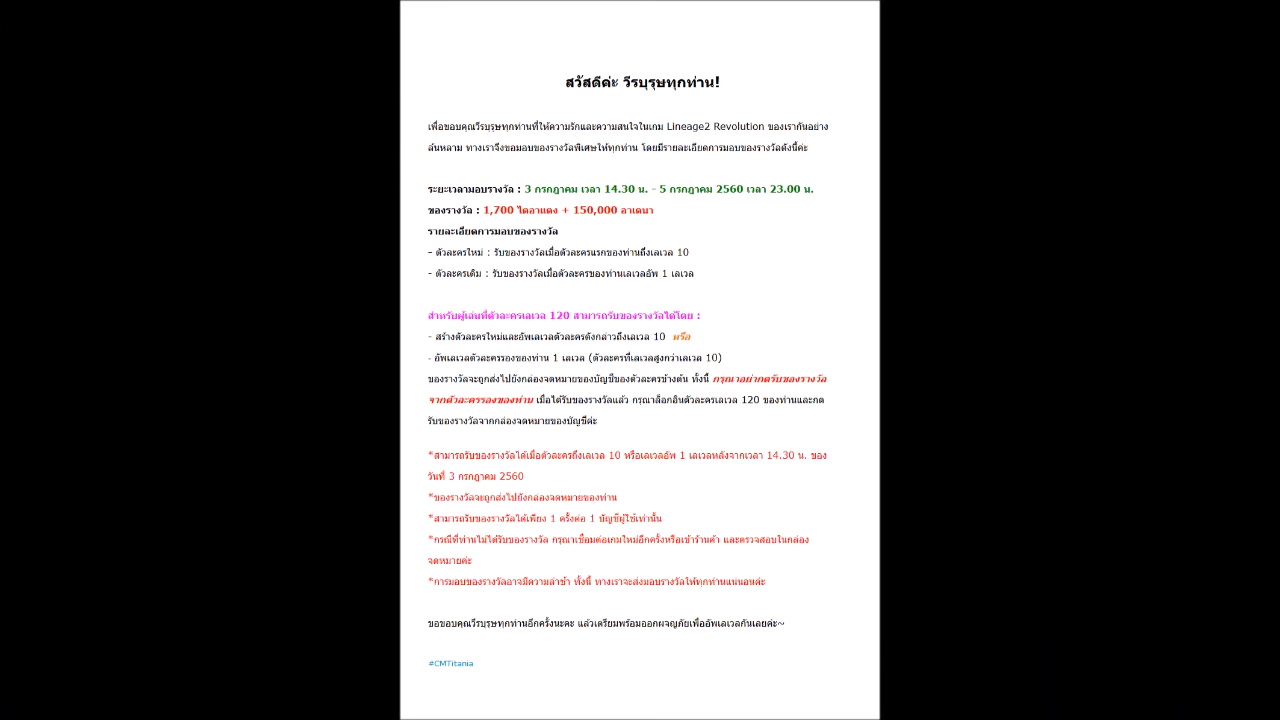 สวัสดีค่ะ วีรบุรุษทุกท่าน!
เพื่อขอบคุณวีรบุรุษทุกท่านที่ให้ความรักและความสนใจในเกม Lineage2 Revolution ของเรากันอย่าง
ล้นหลาม ทางเราจึงขอมอบของรางวัลพิเศษให้ทุกท่าน โดยมีรายละเอียดการมอบของรางวัลดังนี้ค่ะ
ระยะเวลามอบรางวัล : 3 กรกฎาคม เวลา 14.30 น. - 5 กรกฎาคม 2560 เวลา 23.00 น.
ของรางวัล : 1,700 ไดอาแดง + 150,000 อาเดนา
รายละเอียดการมอบของรางวัล
- ตัวละครใหม่ : รับของรางวัลเมื่อตัวละครแรกของท่านถึงเลเวล 10
- ตัวละครเดิม : รับของรางวัลเมื่อตัวละครของท่านเลเวลอัพ 1 เลเวล
สำหรับผู้เล่นที่ตัวละครเลเวล 120 สามารถรับของรางวัลได้โดย :
- สร้างตัวละครใหม่และอัพเลเวลตัวละครดังกล่าวถึงเลเวล 10 หรือ
- อัพเลเวลตัวละครรองของท่าน 1 เลเวล (ตัวละครที่เลเวลสูงกว่าเลเวล 10)
ของรางวัลจะถูกส่งไปยังกล่องจดหมายของบัญชีของตัวละครข้างต้น ทั้งนี้ กรุณาอย่ากดรับของรางวัล
จากตัวละครรองของท่าน เมื่อได้รับของรางวัลแล้ว กรุณาล็อกอินตัวละครเลเวล 120 ของท่านและกด
รับของรางวัลจากกล่องจดหมายของบัญชีค่ะ
*สามารถรับของรางวัลได้เมื่อตัวละครถึงเลเวล 10 หรือเลเวลอัพ 1 เลเวลหลังจากเวลา 14.30 น. ของ
วันที่ 3 กรกฎาคม 2560
*ของรางวัลจะถูกส่งไปยังกล่องจดหมายของท่าน
*สามารถรับของรางวัลได้เพียง 1 ครั้งต่อ 1 บัญชีผู้ใช้เท่านั้น
*กรณีที่ท่านไม่ได้รับของรางวัล กรุณาเชื่อมต่อเกมใหม่อีกครั้งหรือเข้าร้านค้า และตรวจสอบในกล่อง
จดหมายค่ะ
*การมอบของรางวัลอาจมีความล่าช้า ทั้งนี้ ทางเราจะส่งมอบรางวัลให้ทุกท่านแน่นอนค่ะ
ขอขอบคุณวีรบุรุษทุกท่านอีกครั้งนะคะ แล้วเตรียมพร้อมออกผจญภัยเพื่ออัพเลเวลกันเลยค่ะ~
#CMTitania